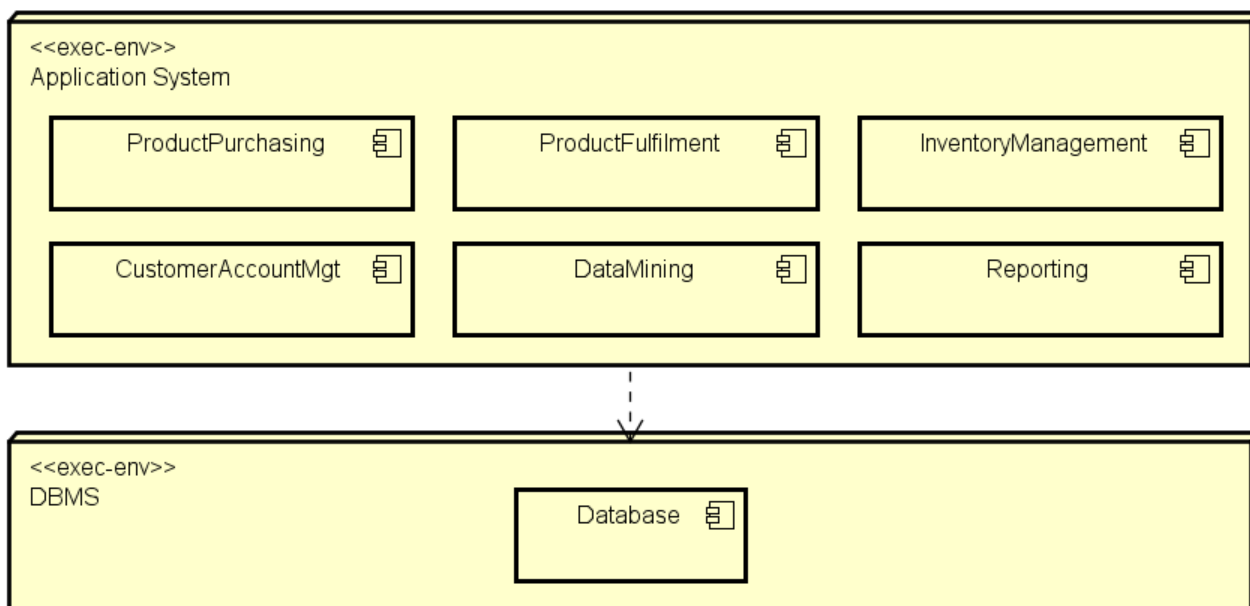 <<exec-env>>
Application System
ProductPurchasing
ProductFulfilment
InventoryManagement
CustomerAccountMgt
DataMining
Reporting
<<exec-env>>
DBMS
Database